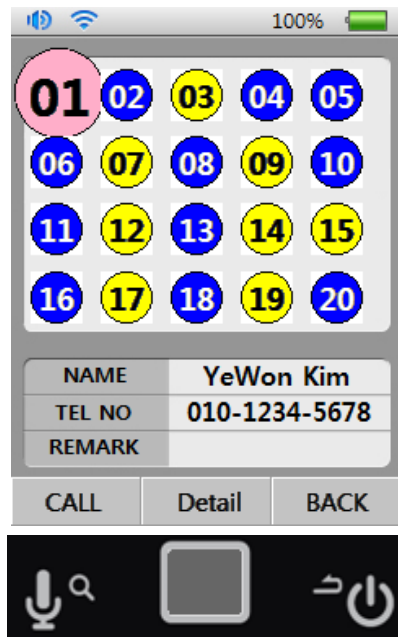 100%
01 02 03 04 05
06 07 08 09 10
11 12 13 14 15
16 17 18 19 20
NAME YeWon Kim
TEL NO 010-1234-5678
REMARK
CALL Detail BACK